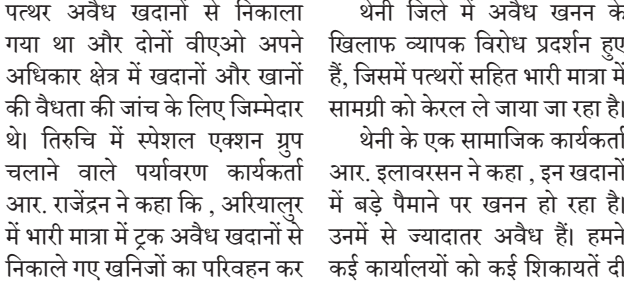 पत्थर अवैध खदानों से निकाला
गया था और दोनों वीएओ अपने
अधिकार क्षेत्र में खदानों और खानों
की वैधता की जांच के लिए जिम्मेदार
थे। तिरुचि में स्पेशल एक्शन ग्रुप
चलाने वाले पर्यावरण कार्यकर्ता
आर. राजेंद्रन ने कहा कि , अरियालुर
में भारी मात्रा में ट्रक अवैध खदानों से
निकाले गए खनिजों का परिवहन कर
थेनी जिले में अवैध खनन के
खिलाफ व्यापक विरोध प्रदर्शन हुए
हैं, जिसमें पत्थरों सहित भारी मात्रा में
सामग्री को केरल ले जाया जा रहा है।
थेनी के एक सामाजिक कार्यकर्ता
आर. इलावरसन ने कहा , इन खदानों
में बड़े पैमाने पर खनन हो रहा है।
उनमें से ज्यादातर अवैध हैं। हमने
कई कार्यालयों को कई शिकायतें दी